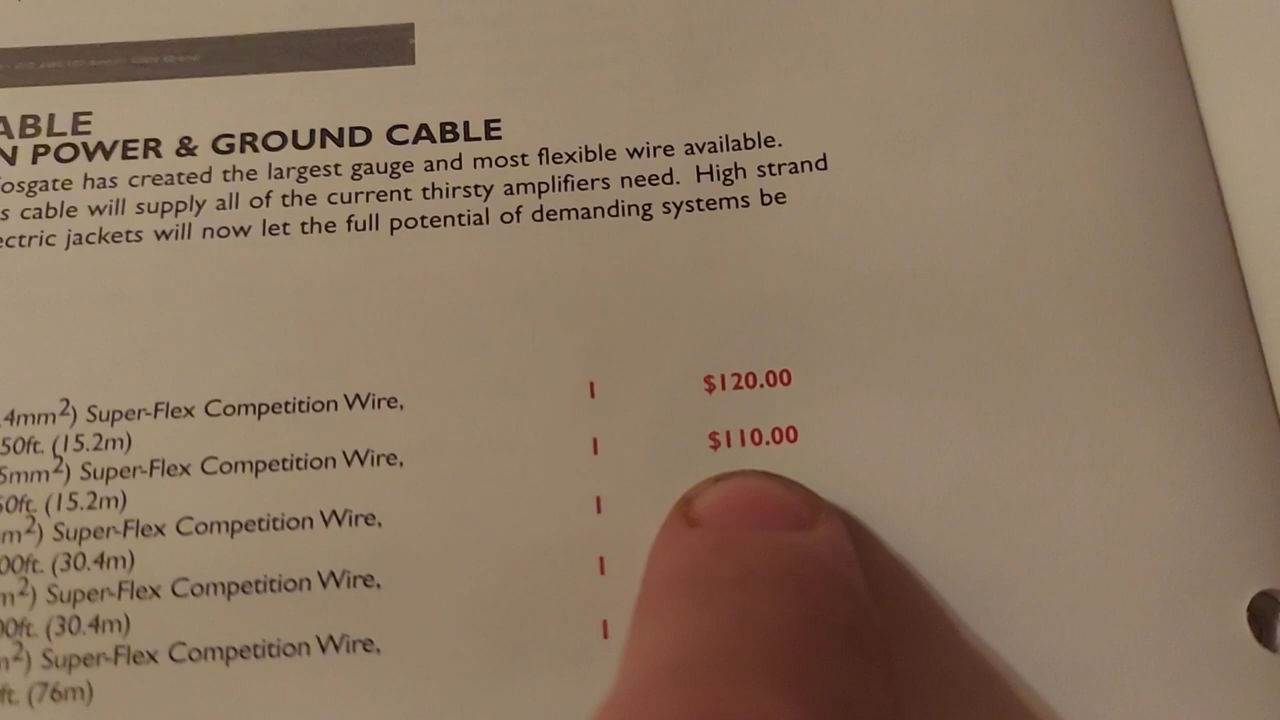 ABLE
N POWER & GROUND CABLE
osgate has created the largest gauge and most flexible wire available.
s cable will supply all of the current thirsty amplifiers need. High strand
ectric jackets will now let the full potential of demanding systems be
4mm2) Super-Flex Competition Wire, 1 $120.00
50ft. (15.2m)
5mm2) Super-Flex Competition Wire, 1 $110.00
50ft. (15.2m)
m2) Super-Flex Competition Wire, 1
00ft. (30.4m)
m2) Super-Flex Competition Wire, 1
00ft. (30.4m)
m2) Super-Flex Competition Wire, 1
ft. (76m)